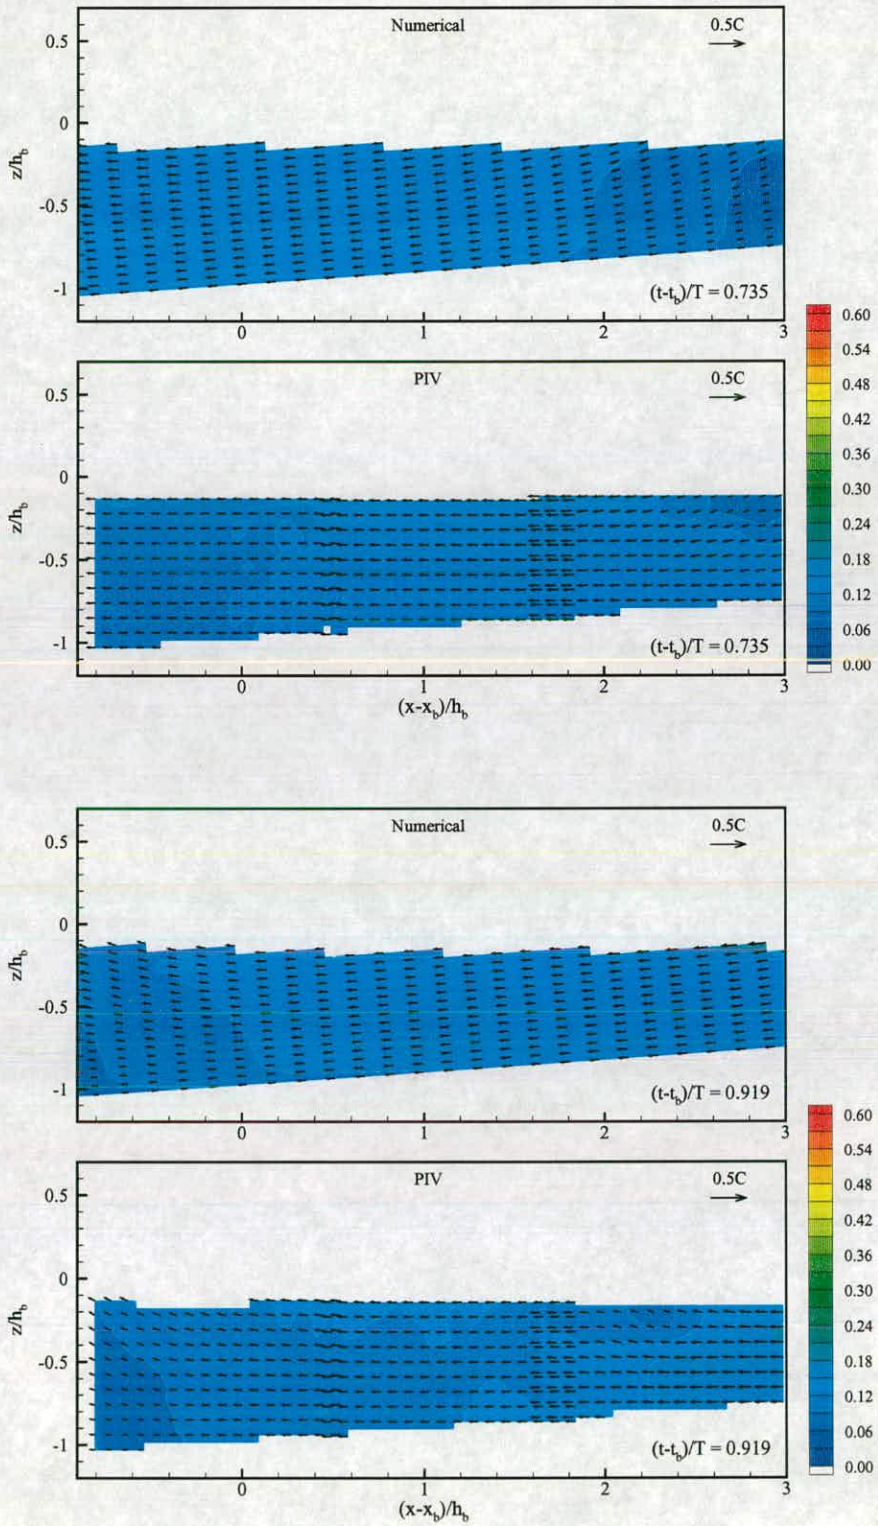 Numerical
0.5C
0.5
0
-0.5
-1
z/h_b
(t-t_b)/T = 0.735
0 1 2 3
PIV
0.5C
0.5
0
-0.5
-1
z/h_b
(t-t_b)/T = 0.735
0 1 2 3
(x-x_b)/h_b
0.60
0.54
0.48
0.42
0.36
0.30
0.24
0.18
0.12
0.06
0.00
Numerical
0.5C
0.5
0
-0.5
-1
z/h_b
(t-t_b)/T = 0.919
0 1 2 3
PIV
0.5C
0.5
0
-0.5
-1
z/h_b
(t-t_b)/T = 0.919
0 1 2 3
(x-x_b)/h_b
0.60
0.54
0.48
0.42
0.36
0.30
0.24
0.18
0.12
0.06
0.00